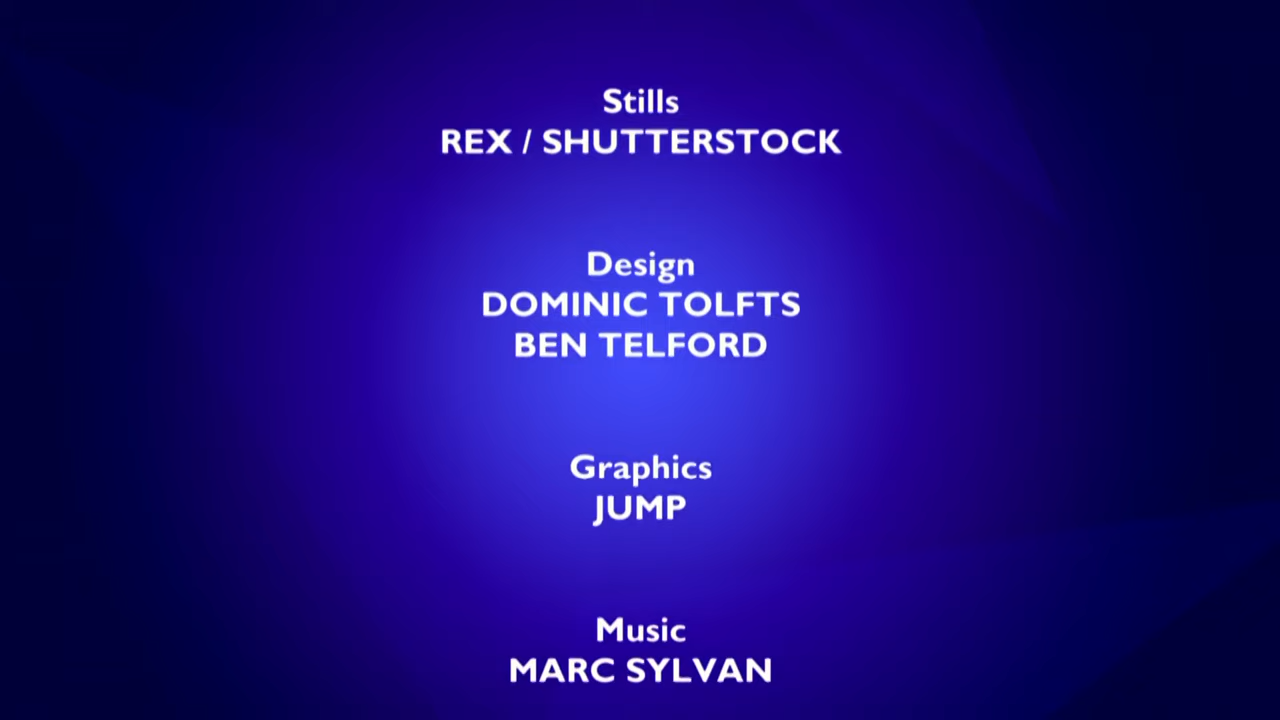 Stills
REX / SHUTTERSTOCK
Design
DOMINIC TOLFTS
BEN TELFORD
Graphics
JUMP
Music
MARC SYLVAN